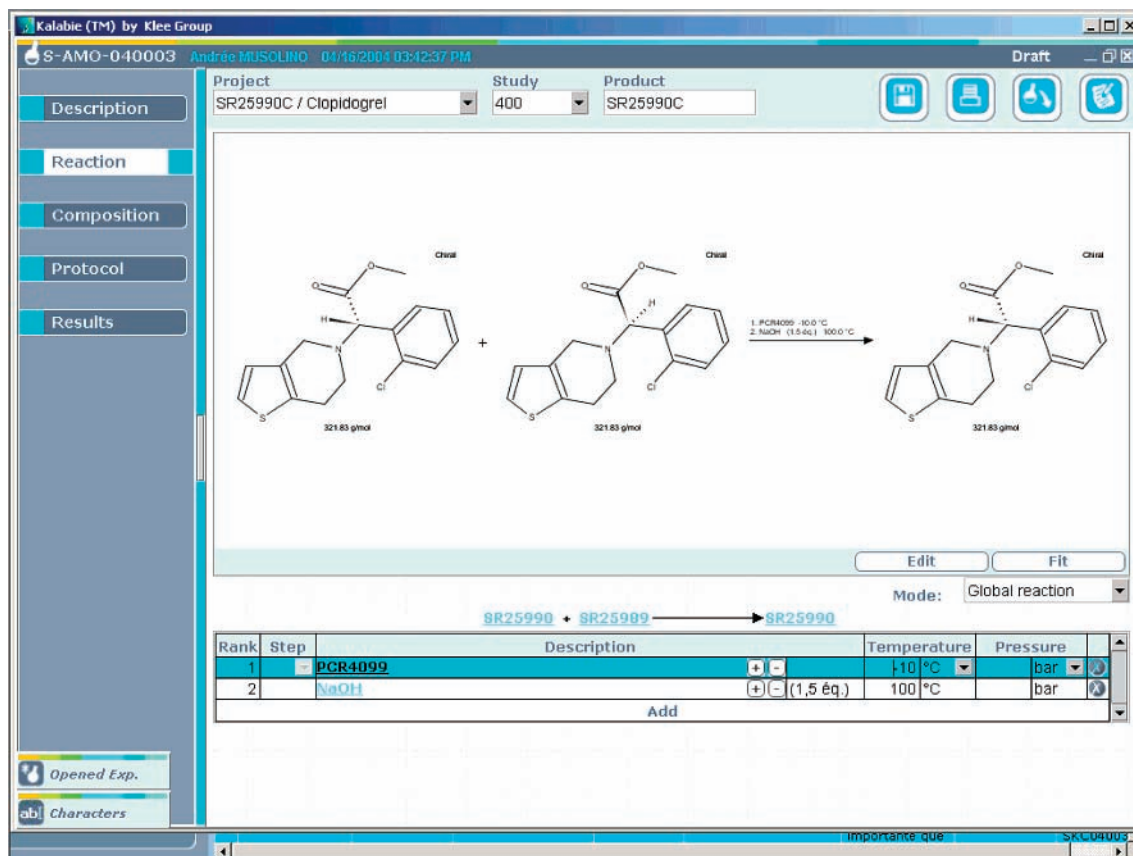 Kalabie (TM) by Klee Group
S-AMO-040003 Andrée MUSOLINO 04/16/2004 03:42:37 PM Draft
Project Study Product
SR25990C / Clopidogrel 400 SR25990C
Description
Reaction
Composition
Protocol
Results
Chiral Chiral Chiral
O O O
O O O
H H H
N N N
1. PCR4099 -10.0 °C
2. NaOH (1.5 éq.) 100.0 °C
+
Cl Cl Cl
S S S
321.83 g/mol 321.83 g/mol 321.83 g/mol
Edit Fit
Mode: Global reaction
SR25990 + SR25989 SR25990
Rank Step Description Temperature Pressure
1 PCR4099 + - -10 °C bar
2 NaOH + - (1,5 éq.) 100 °C bar
Add
Opened Exp.
ab Characters
Importante que SKC04003